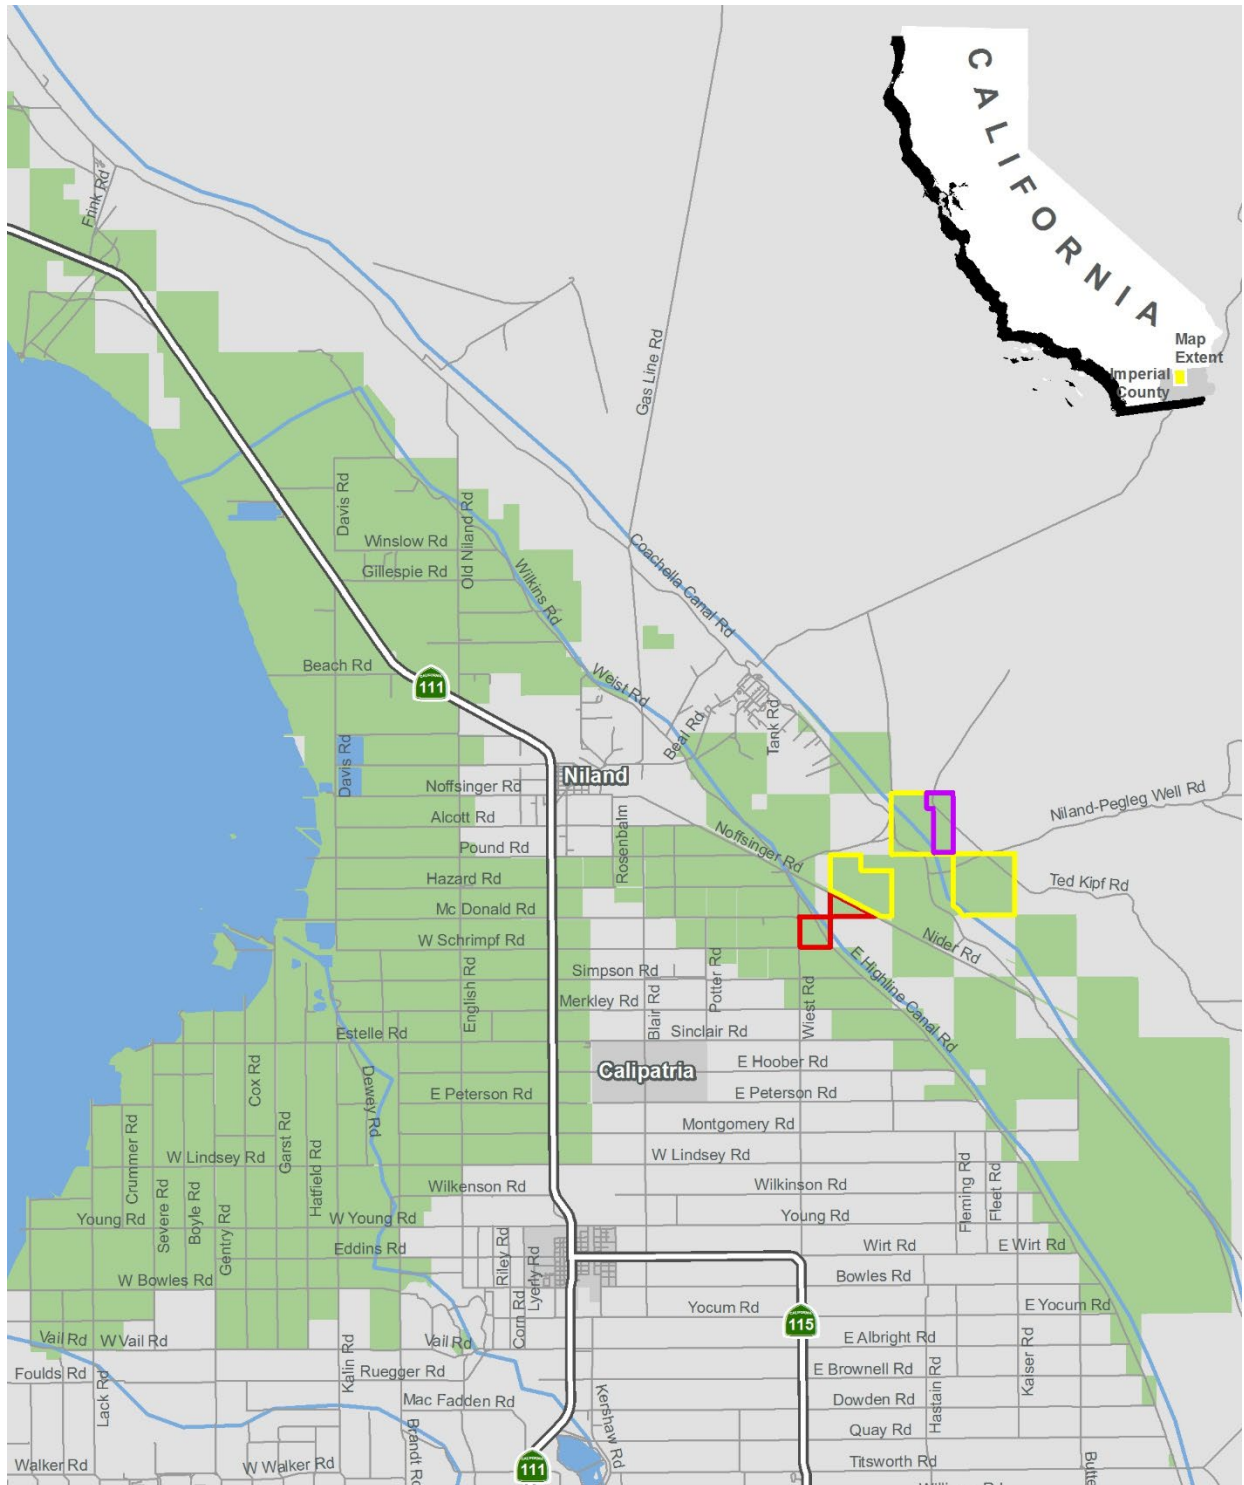 CALIFORNIA
Map
Extent
Imperial
County
Frink Rd
Gas Line Rd
Davis Rd
Old Niland Rd
Winslow Rd
Gillespie Rd
Wilkins Rd
Coachella Canal Rd
Beach Rd
111
Weist Rd
Beal Rd
Tank Rd
Davis Rd
Niland
Noffsinger Rd
Niland-Pegleg Well Rd
Alcott Rd
Rosenbalm
Noffsinger Rd
Pound Rd
Hazard Rd
Ted Kipf Rd
Mc Donald Rd
W Schrimpf Rd
Nider Rd
E Highline Canal Rd
English Rd
Simpson Rd
Potter Rd
Merkley Rd
Blair Rd
Wiest Rd
Estelle Rd
Sinclair Rd
Cox Rd
Dewey Rd
Calipatria
E Hoober Rd
E Peterson Rd
E Peterson Rd
Montgomery Rd
Crummer Rd
Garst Rd
W Lindsey Rd
W Lindsey Rd
Hatfield Rd
Fleming Rd
Fleet Rd
Wilkenson Rd
Wilkinson Rd
Severe Rd
Boyle Rd
Gentry Rd
Young Rd
W Young Rd
Young Rd
Eddins Rd
Riley Rd
Lyerly Rd
Wirt Rd
E Wirt Rd
W Bowles Rd
Bowles Rd
Corn Rd
Yocum Rd
E Yocum Rd
115
Vail Rd
W Vail Rd
Vail Rd
E Albright Rd
Kalin Rd
Kaiser Rd
Foulds Rd
Ruegger Rd
E Brownell Rd
Lack Rd
Mac Fadden Rd
Kershaw Rd
Dowden Rd
Hastain Rd
Brandt Rd
Quay Rd
Walker Rd
W Walker Rd
111
Titsworth Rd
Butte